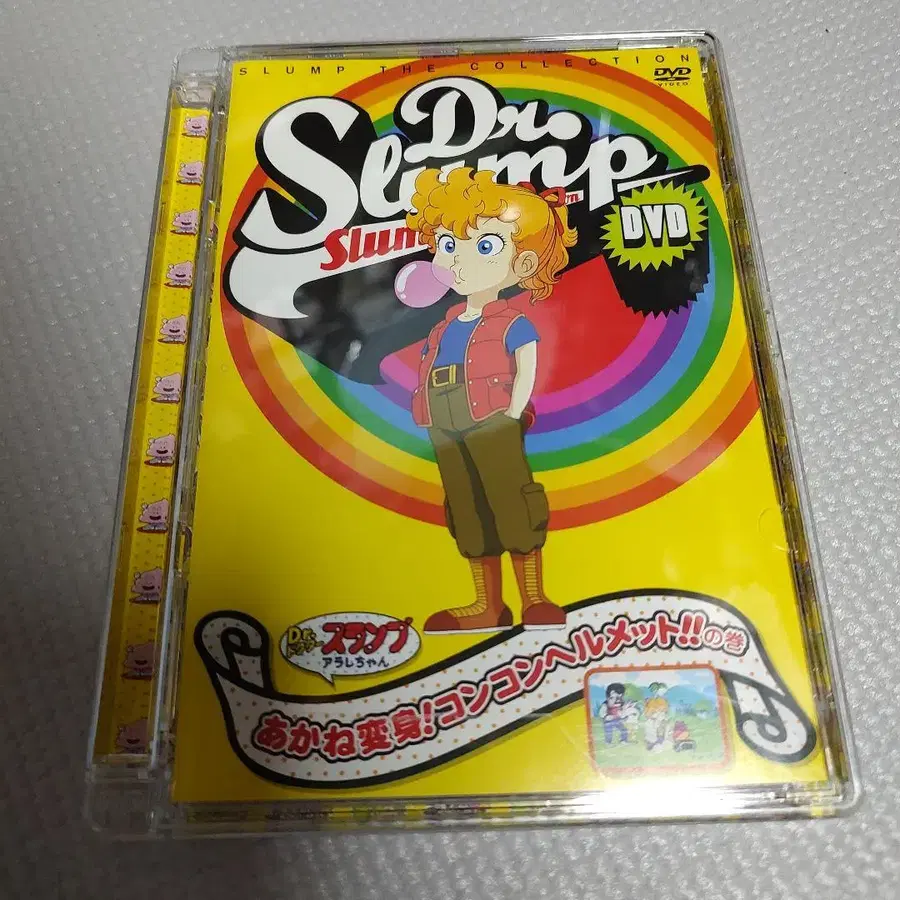 SLUMP THE COLLECTION
DVD
VIDEO
Dr.
Slump
Slum
DVD
Dr.
ドクター
スランプ
アラレちゃん
あかね変身!コンコンヘルメット!!の巻